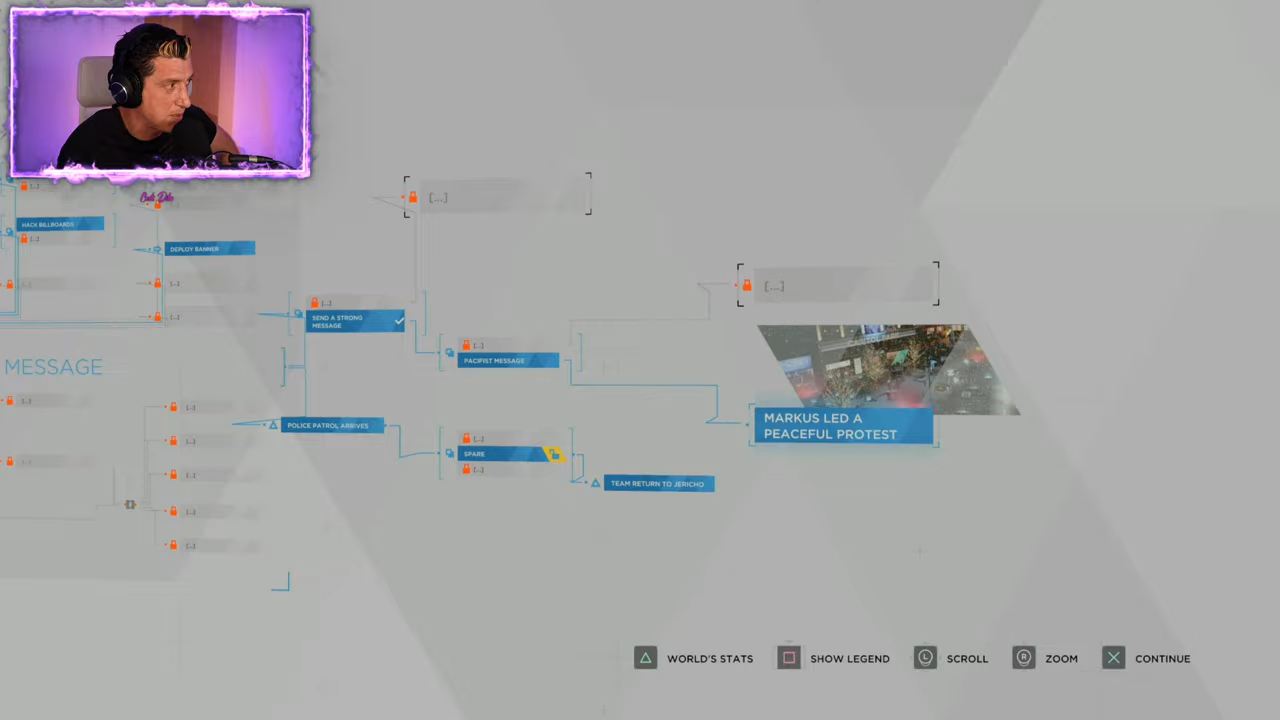 [...]
HACK BILLBOARDS
[...]
DEPLOY BANNER
[...]
[...]
[...]
[...]
[...]
SEND A STRONG
MESSAGE
[...]
PACIFIST MESSAGE
MESSAGE
[...]
[...]
POLICE PATROL ARRIVES
[...]
[...]
SPARE
[...]
[...]
TEAM RETURN TO JERICHO
[...]
[...]
[...]
MARKUS LED A
PEACEFUL PROTEST
WORLD'S STATS
SHOW LEGEND
L
SCROLL
R
ZOOM
CONTINUE